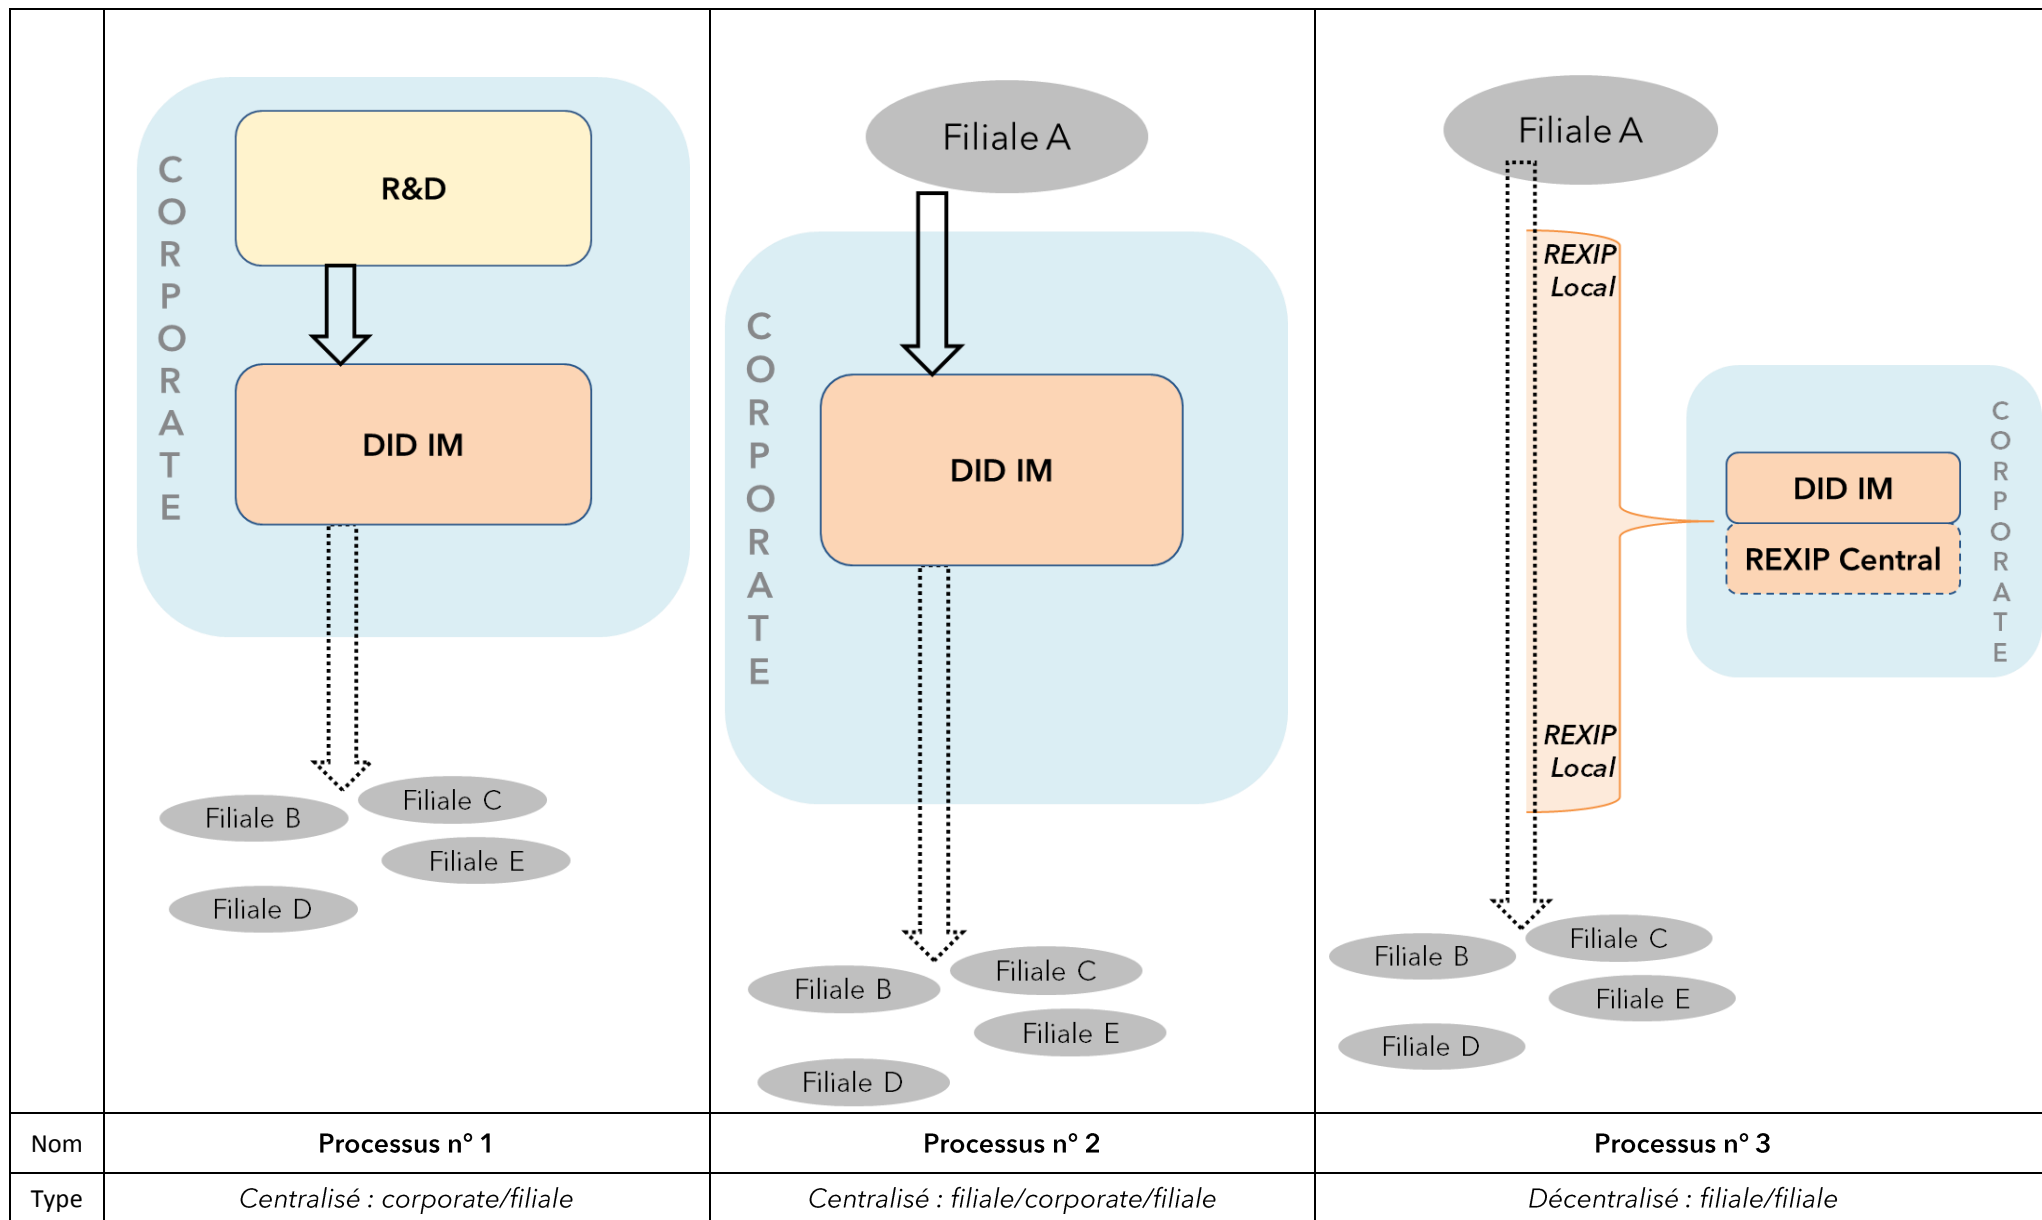 C
O
R
P
O
R
A
T
E
R&D
DID IM
Filiale B
Filiale C
Filiale E
Filiale D
Filiale A
C
O
R
P
O
R
A
T
E
DID IM
Filiale B
Filiale C
Filiale E
Filiale D
Filiale A
REXIP
Local
REXIP
Local
DID IM
REXIP Central
C
O
R
P
O
R
A
T
E
Filiale B
Filiale C
Filiale E
Filiale D
Nom
Processus n° 1
Processus n° 2
Processus n° 3
Type
Centralisé : corporate/filiale
Centralisé : filiale/corporate/filiale
Décentralisé : filiale/filiale